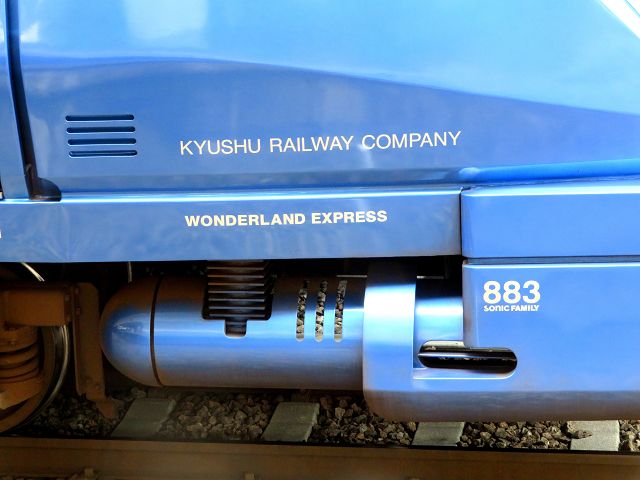 KYUSHU RAILWAY COMPANY
WONDERLAND EXPRESS
883
SONIC FAMILY